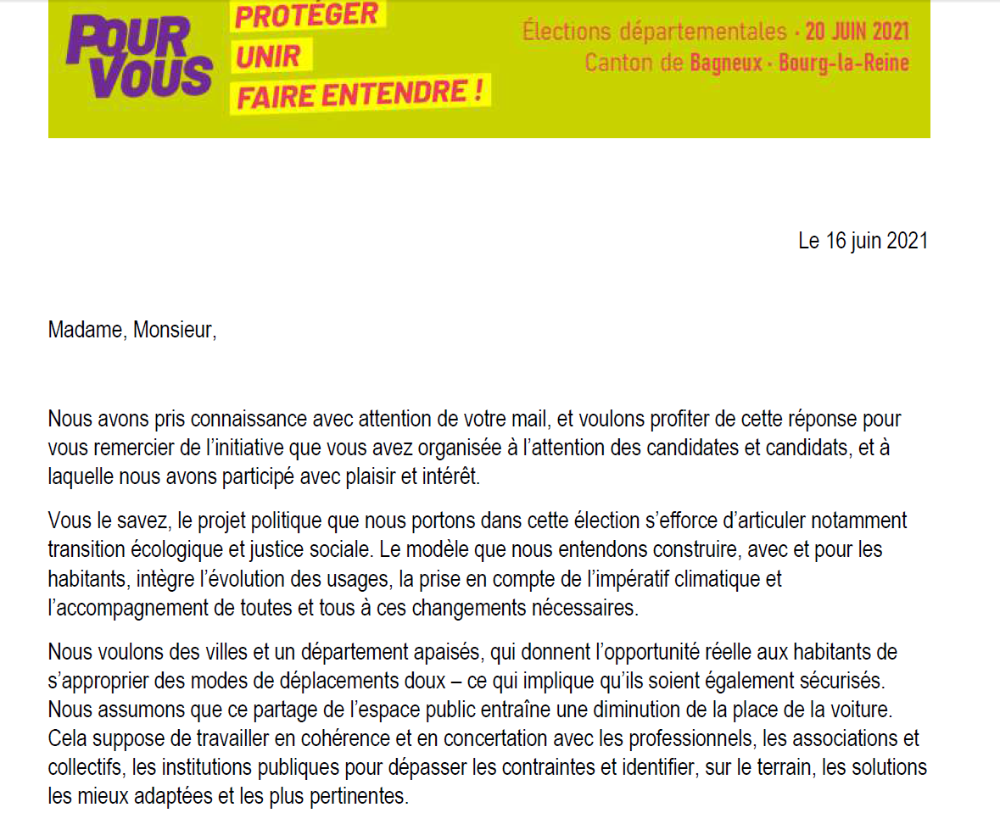 POUR
VOUS
PROTÉGER
UNIR
FAIRE ENTENDRE !
Élections départementales · 20 JUIN 2021
Canton de Bagneux · Bourg-la-Reine
Le 16 juin 2021
Madame, Monsieur,
Nous avons pris connaissance avec attention de votre mail, et voulons profiter de cette réponse pour
vous remercier de l’initiative que vous avez organisée à l’attention des candidates et candidats, et à
laquelle nous avons participé avec plaisir et intérêt.
Vous le savez, le projet politique que nous portons dans cette élection s’efforce d’articuler notamment
transition écologique et justice sociale. Le modèle que nous entendons construire, avec et pour les
habitants, intègre l’évolution des usages, la prise en compte de l’impératif climatique et
l’accompagnement de toutes et tous à ces changements nécessaires.
Nous voulons des villes et un département apaisés, qui donnent l’opportunité réelle aux habitants de
s’approprier des modes de déplacements doux – ce qui implique qu’ils soient également sécurisés.
Nous assumons que ce partage de l’espace public entraîne une diminution de la place de la voiture.
Cela suppose de travailler en cohérence et en concertation avec les professionnels, les associations et
collectifs, les institutions publiques pour dépasser les contraintes et identifier, sur le terrain, les solutions
les mieux adaptées et les plus pertinentes.